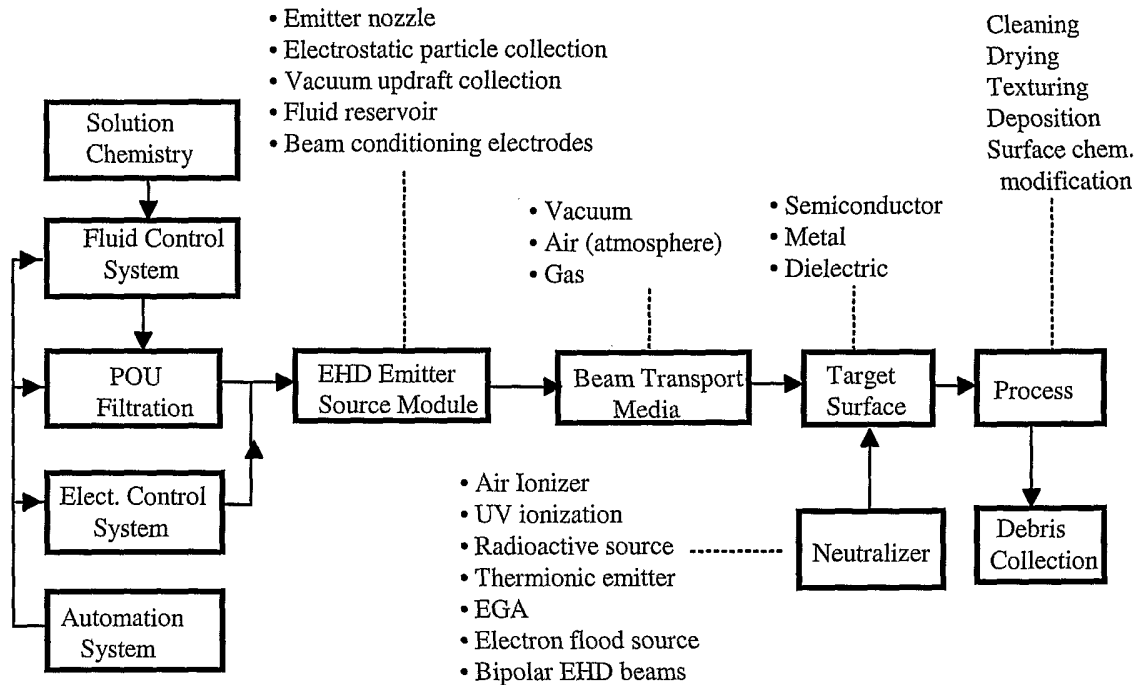 • Emitter nozzle
• Electrostatic particle collection
• Vacuum updraft collection
• Fluid reservoir
• Beam conditioning electrodes
Cleaning
Drying
Texturing
Deposition
Surface chem.
modification
Solution
Chemistry
Fluid Control
System
• Vacuum
• Air (atmosphere)
• Gas
• Semiconductor
• Metal
• Dielectric
POU
Filtration
EHD Emitter
Source Module
Beam Transport
Media
Target
Surface
Process
Elect. Control
System
• Air Ionizer
• UV ionization
• Radioactive source
• Thermionic emitter
• EGA
• Electron flood source
• Bipolar EHD beams
Neutralizer
Debris
Collection
Automation
System